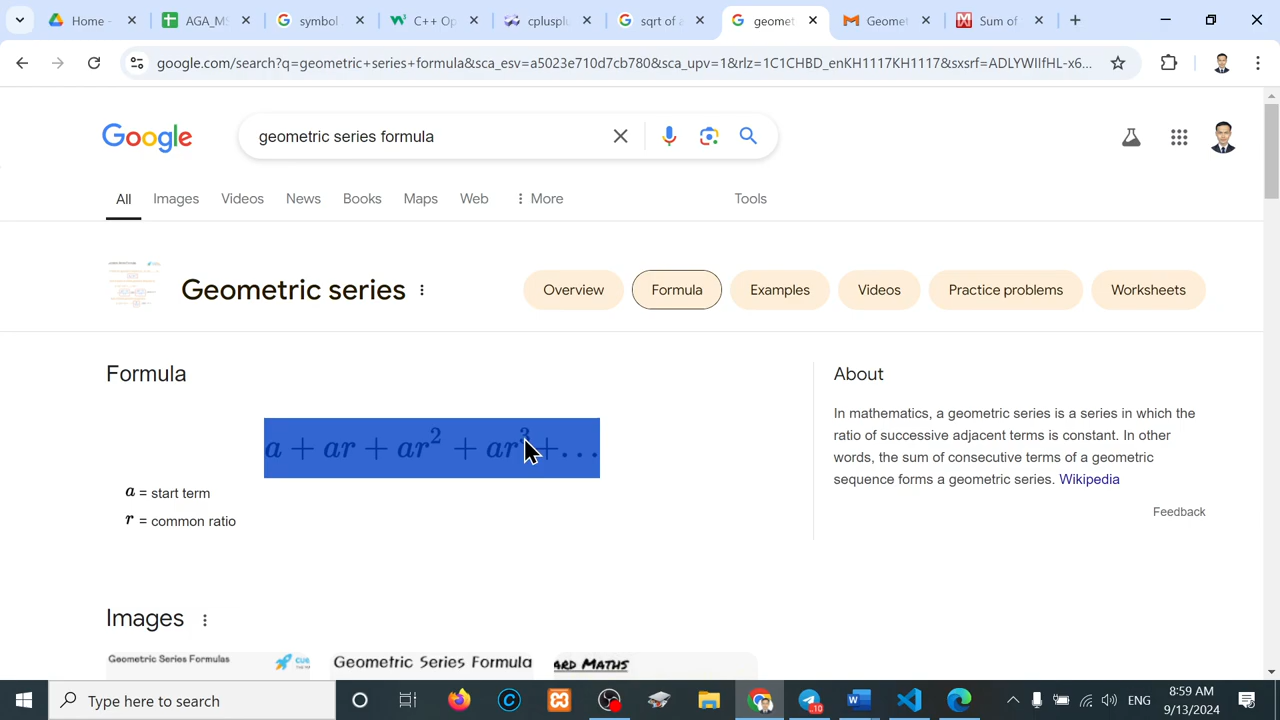 Home -
AGA_MS
symbol
C++ Op
cplusplu
sqrt of a
geomet
Geomet
Sum of
google.com/search?q=geometric+series+formula&sca_esv=a5023e710d7cb780&sca_upv=1&rlz=1C1CHBD_enKH1117KH1117&sxsrf=ADLYWIIfHL-x6...
Google
geometric series formula
All Images Videos News Books Maps Web More Tools
Geometric series
Overview Formula Examples Videos Practice problems Worksheets
Formula
a + ar + ar² + ar³ + . . .
a = start term
r = common ratio
About
In mathematics, a geometric series is a series in which the
ratio of successive adjacent terms is constant. In other
words, the sum of consecutive terms of a geometric
sequence forms a geometric series. Wikipedia
Feedback
Images
Geometric Series Formulas
Geometric Series Formula
ARD MATHS
Type here to search
10
ENG
8:59 AM
9/13/2024